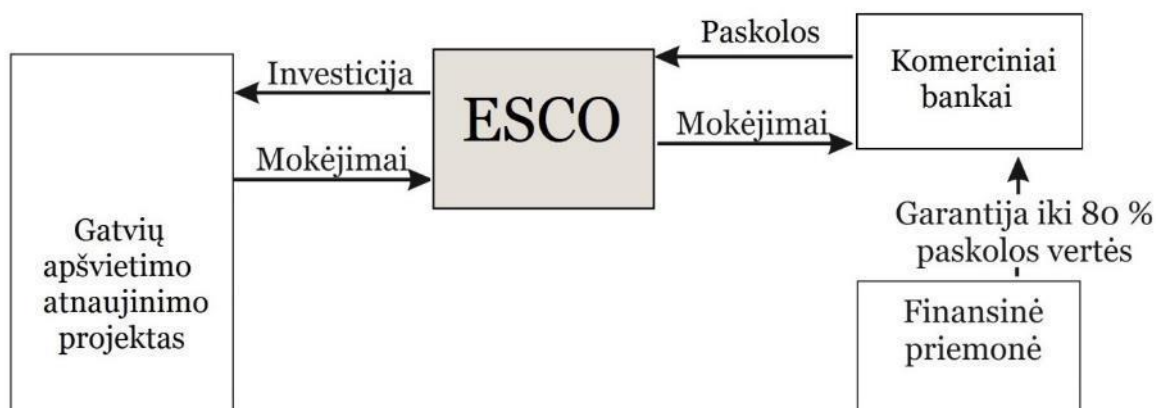 Paskolos
Investicija
ESCO
Komerciniai
bankai
Mokėjimai
Mokėjimai
Gatvių
apšvietimo
atnaujinimo
projektas
Garantija iki 80 %
paskolos vertės
Finansinė
priemonė